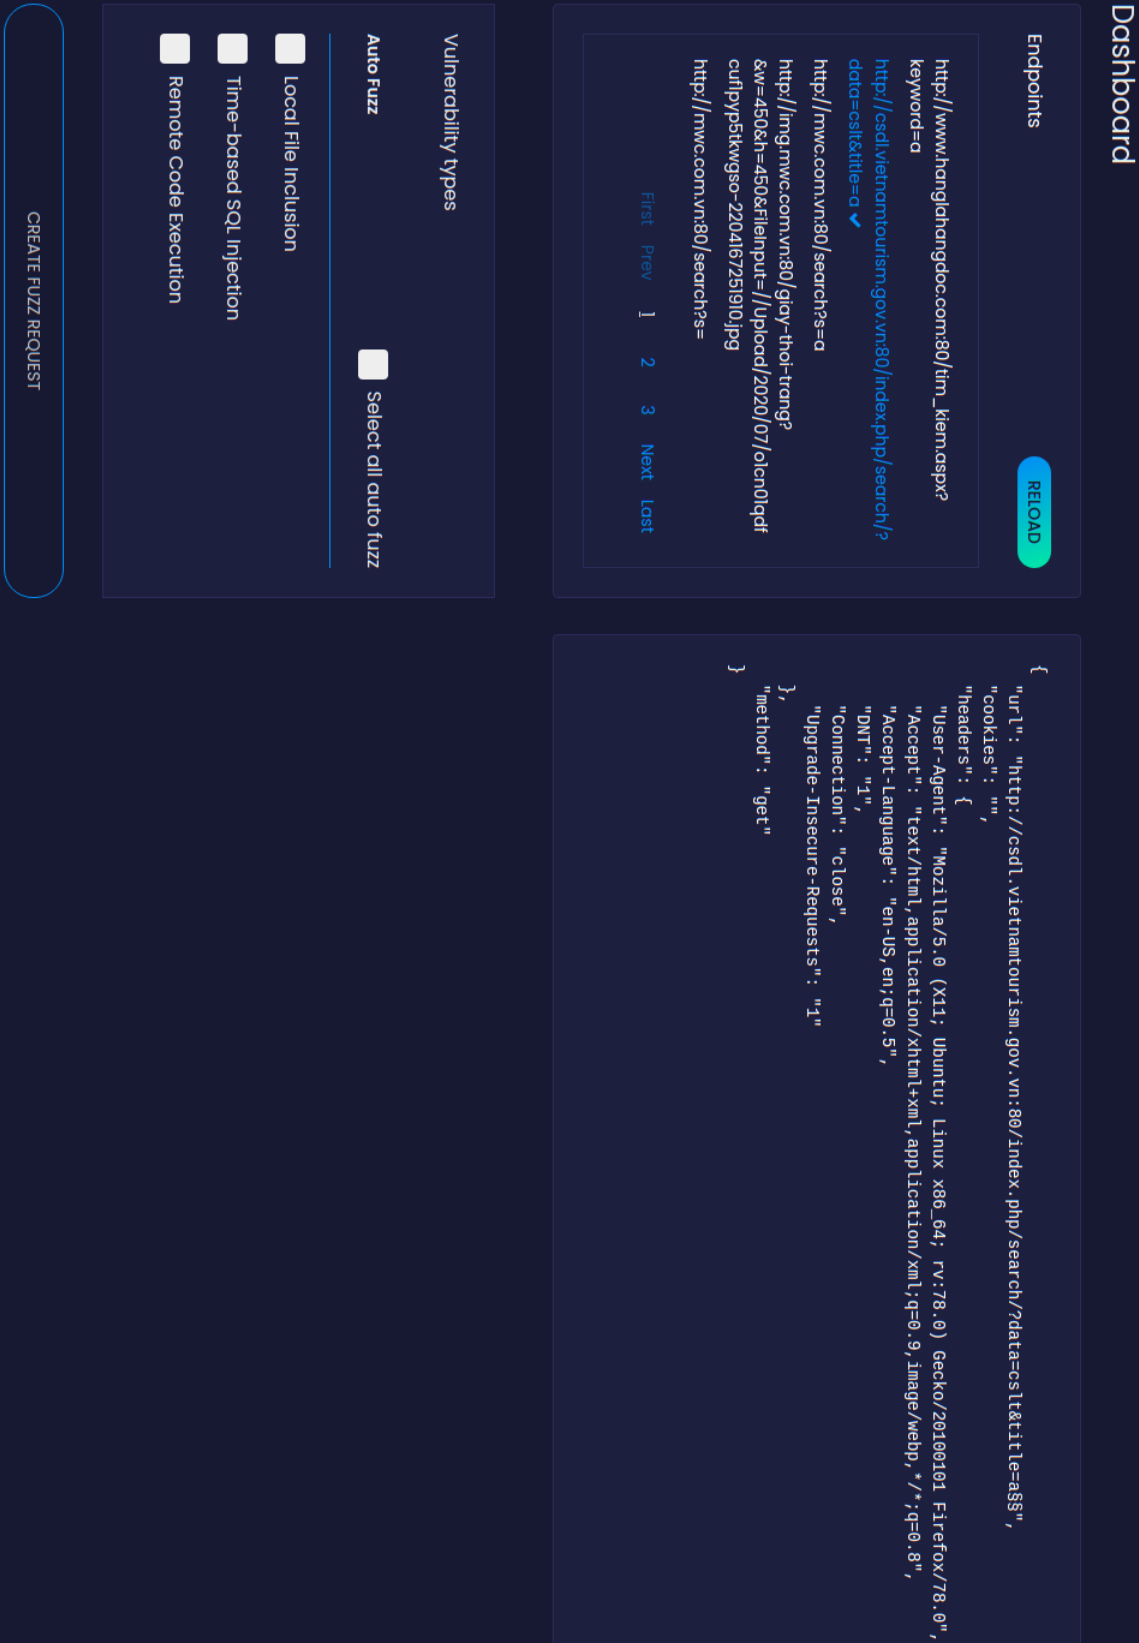 Dashboard
Endpoints
RELOAD
http://www.hanglahangdoc.com:80/tim_kiem.aspx?
keyword=a
http://csdl.vietnamtourism.gov.vn:80/index.php/search/?
data=cslt&title=a
http://mwc.com.vn:80/search?s=a
http://img.mwc.com.vn:80/giay-thoi-trang?
&w=450&h=450&FileInput=//Upload/2020/07/o1cn01qdf
cuf1pyp5tkwgso-2204167251910.jpg
http://mwc.com.vn:80/search?s=
First Prev 1 2 3 Next Last
Vulnerability types
Auto Fuzz
Select all auto fuzz
Local File Inclusion
Time-based SQL Injection
Remote Code Execution
CREATE FUZZ REQUEST
{
"url": "http://csdl.vietnamtourism.gov.vn:80/index.php/search/?data=cslt&title=a§§",
"cookies": "",
"headers": {
"User-Agent": "Mozilla/5.0 (X11; Ubuntu; Linux x86_64; rv:78.0) Gecko/20100101 Firefox/78.0",
"Accept": "text/html,application/xhtml+xml,application/xml;q=0.9,image/webp,*/*;q=0.8",
"Accept-Language": "en-US,en;q=0.5",
"DNT": "1",
"Connection": "close",
"Upgrade-Insecure-Requests": "1"
},
"method": "get"
}